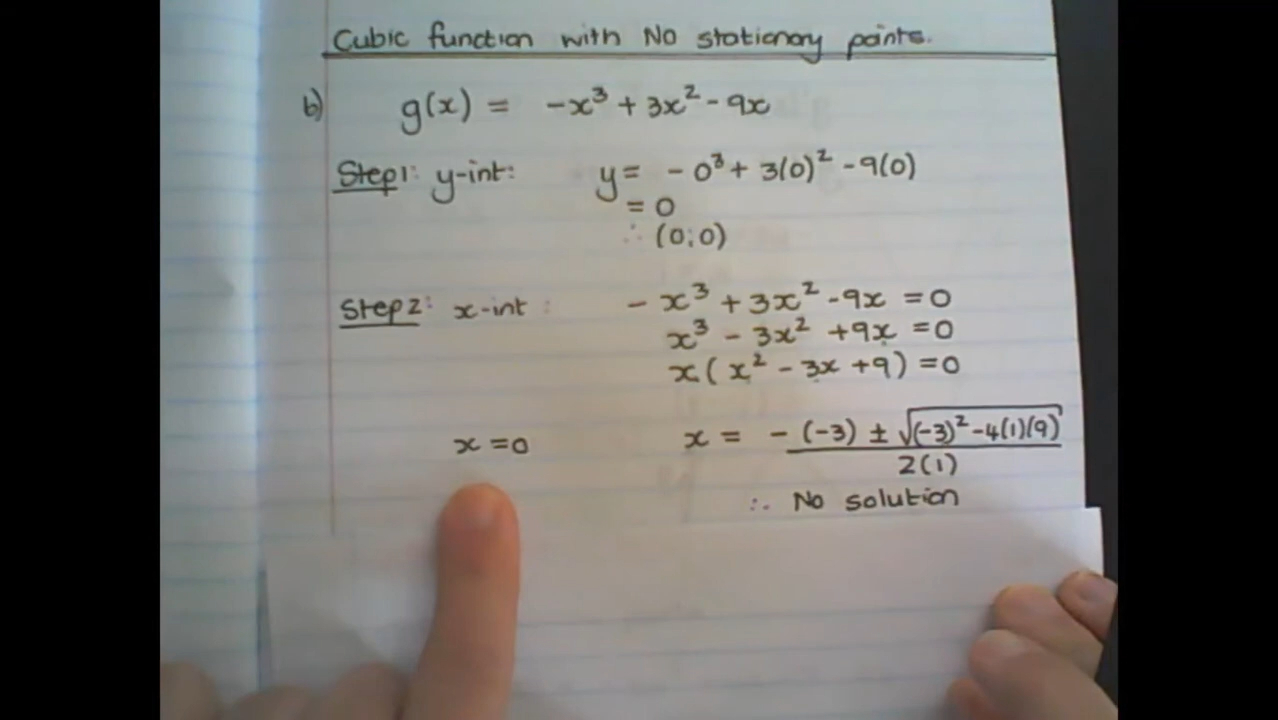 Cubic function with No stationary points.
b) g(x) = -x³ + 3x² - 9x
Step1: y-int: y = - 0³ + 3(0)² - 9(0)
= 0
∴ (0;0)
Step2: x-int: - x³ + 3x² - 9x = 0
x³ - 3x² + 9x = 0
x( x² - 3x + 9) = 0
x = 0 x = - (-3) ± √(-3)² - 4(1)(9)
2(1)
∴ No solution